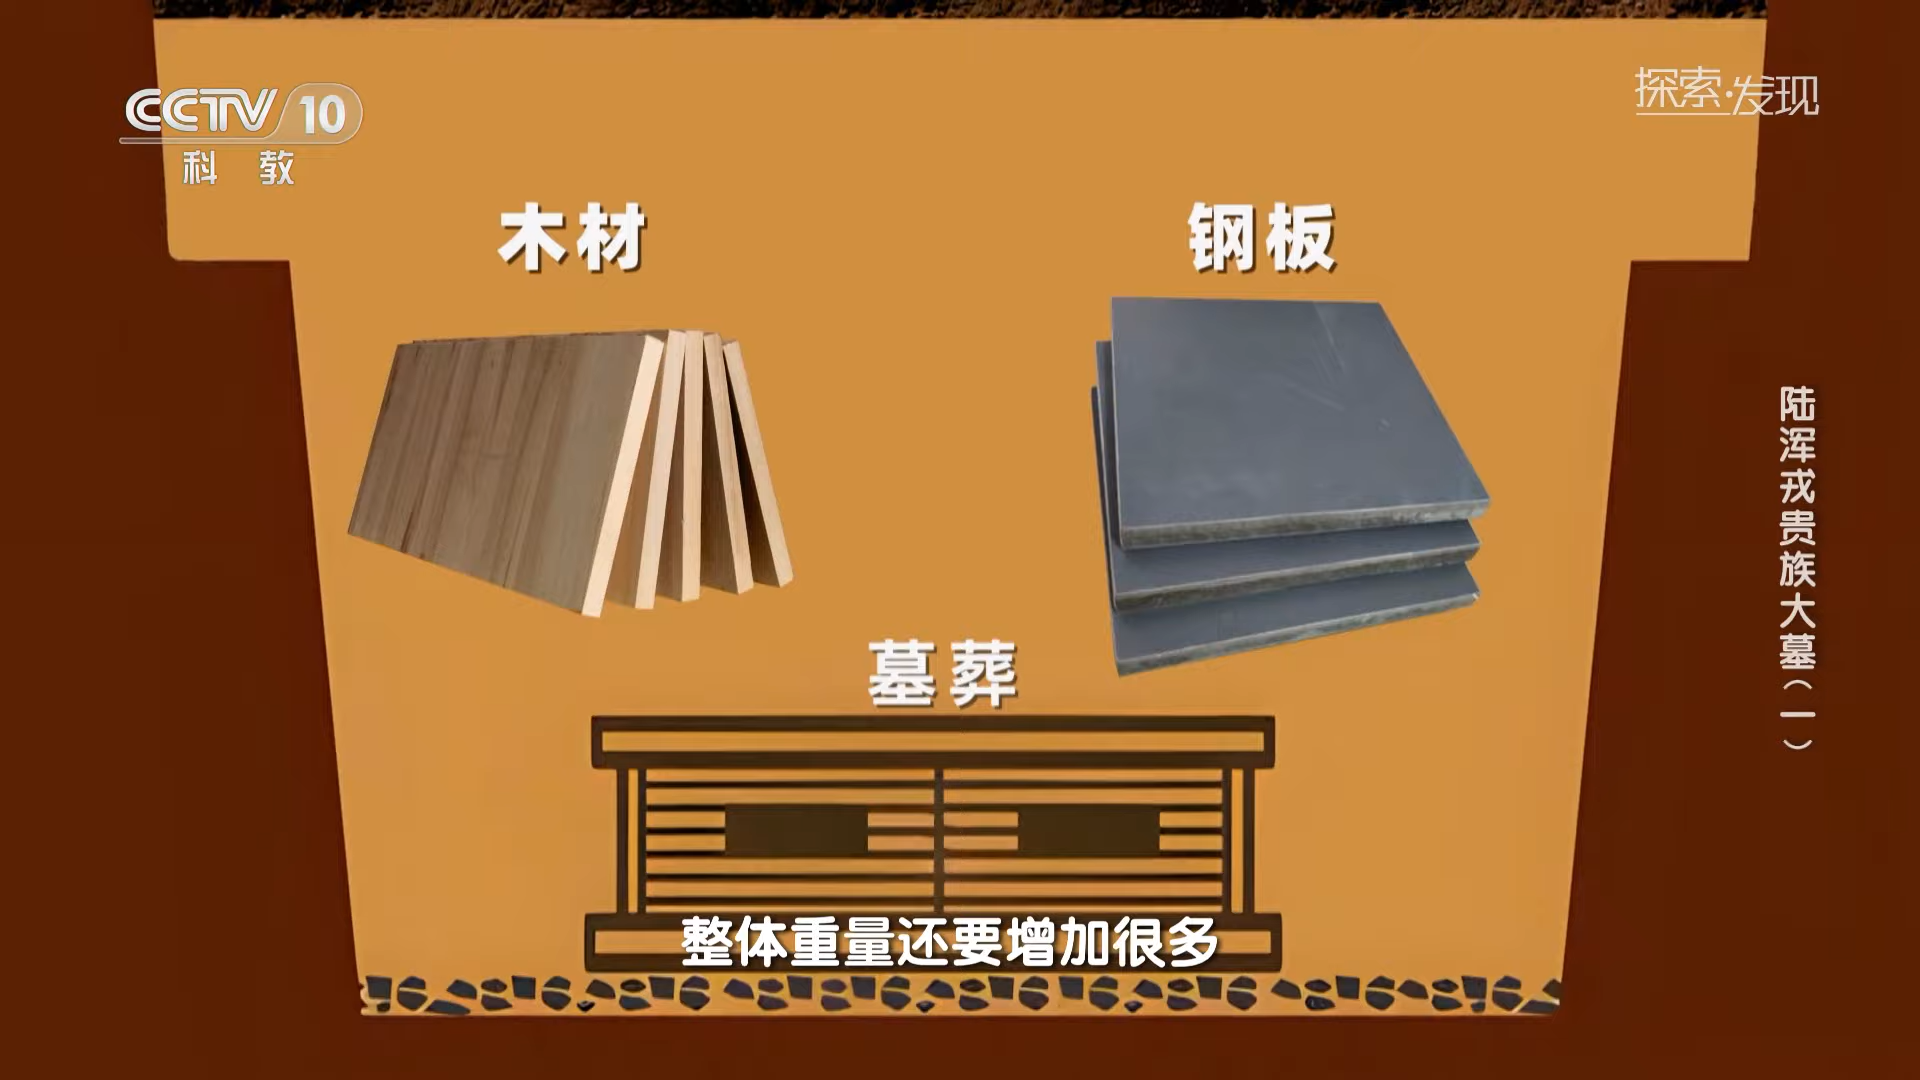 CCTV 10
科教
探索·发现
木材
钢板
陆浑戎贵族大墓（一）
墓葬
整体重量还要增加很多